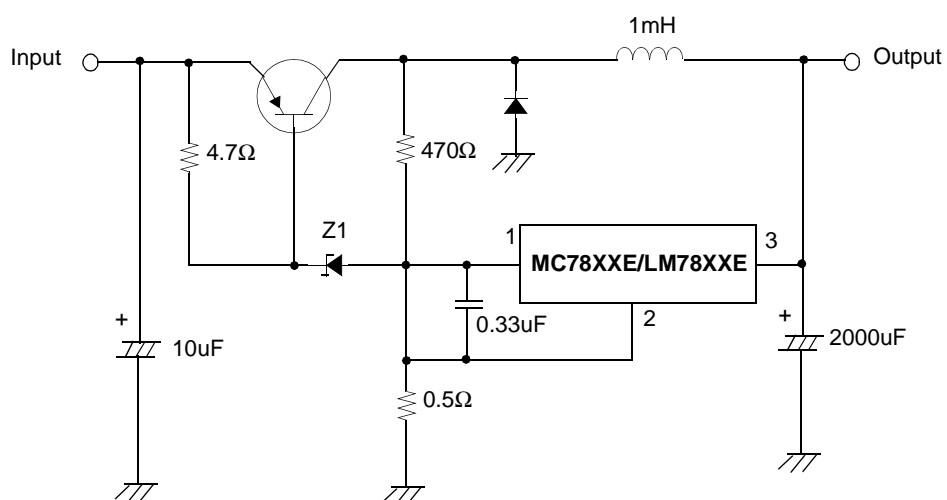 1mH
Input
Output
4.7Ω
470Ω
Z1
1
MC78XXE/LM78XXE
3
2
0.33uF
+
10uF
+
2000uF
0.5Ω